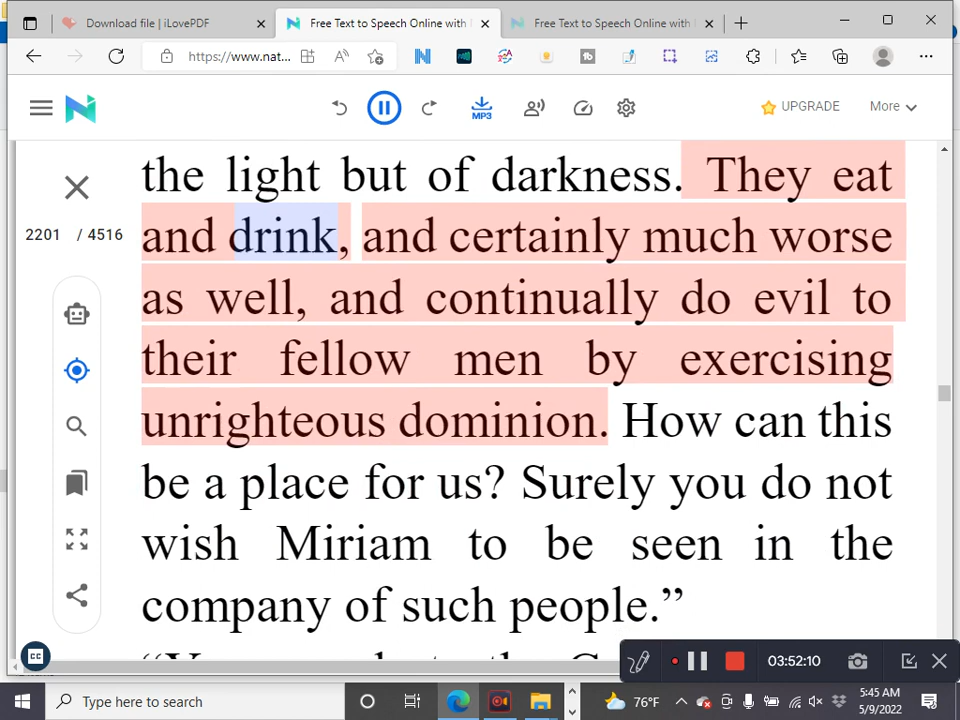 Download file | iLovePDF
Free Text to Speech Online with
Free Text to Speech Online with
https://www.nat...
MP3
UPGRADE
More
2201 / 4516
the light but of darkness. They eat
and drink, and certainly much worse
as well, and continually do evil to
their fellow men by exercising
unrighteous dominion. How can this
be a place for us? Surely you do not
wish Miriam to be seen in the
company of such people.”
CC
03:52:10
Type here to search
76°F
5:45 AM
5/9/2022